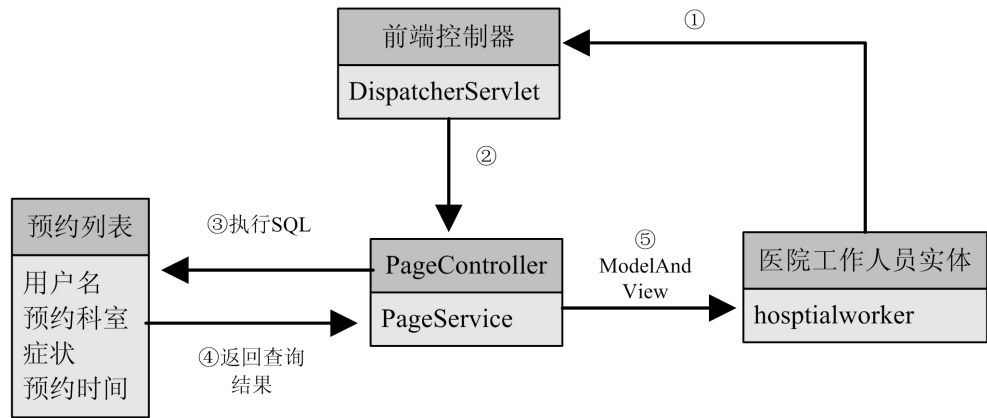 前端控制器
DispatcherServlet
①
②
预约列表
用户名
预约科室
症状
预约时间
③执行SQL
④返回查询
结果
PageController
PageService
⑤
ModelAnd
View
医院工作人员实体
hosptialworker